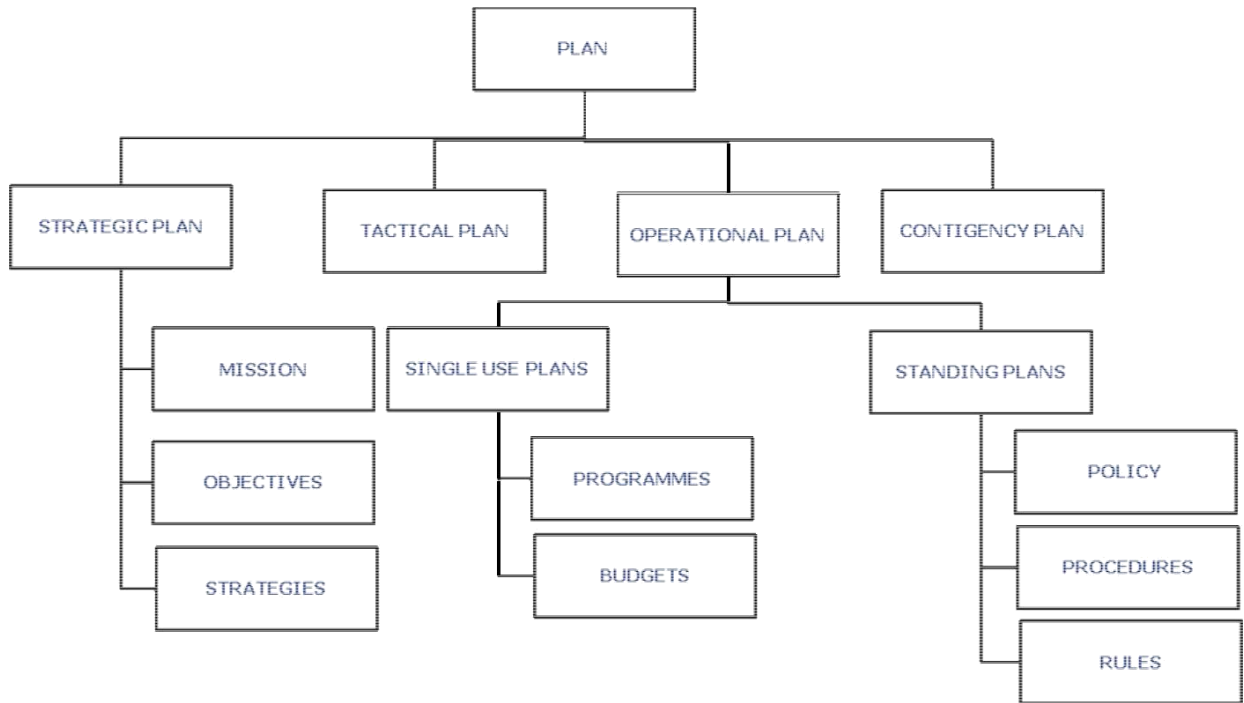 PLAN
STRATEGIC PLAN
TACTICAL PLAN
OPERATIONAL PLAN
CONTIGENCY PLAN
MISSION
OBJECTIVES
STRATEGIES
SINGLE USE PLANS
PROGRAMMES
BUDGETS
STANDING PLANS
POLICY
PROCEDURES
RULES